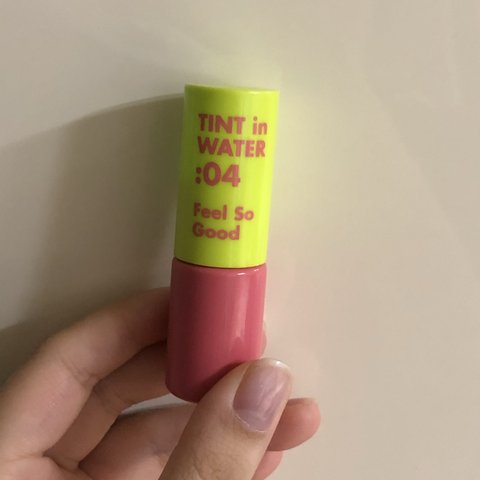 TINT in
WATER
:04
Feel So
Good